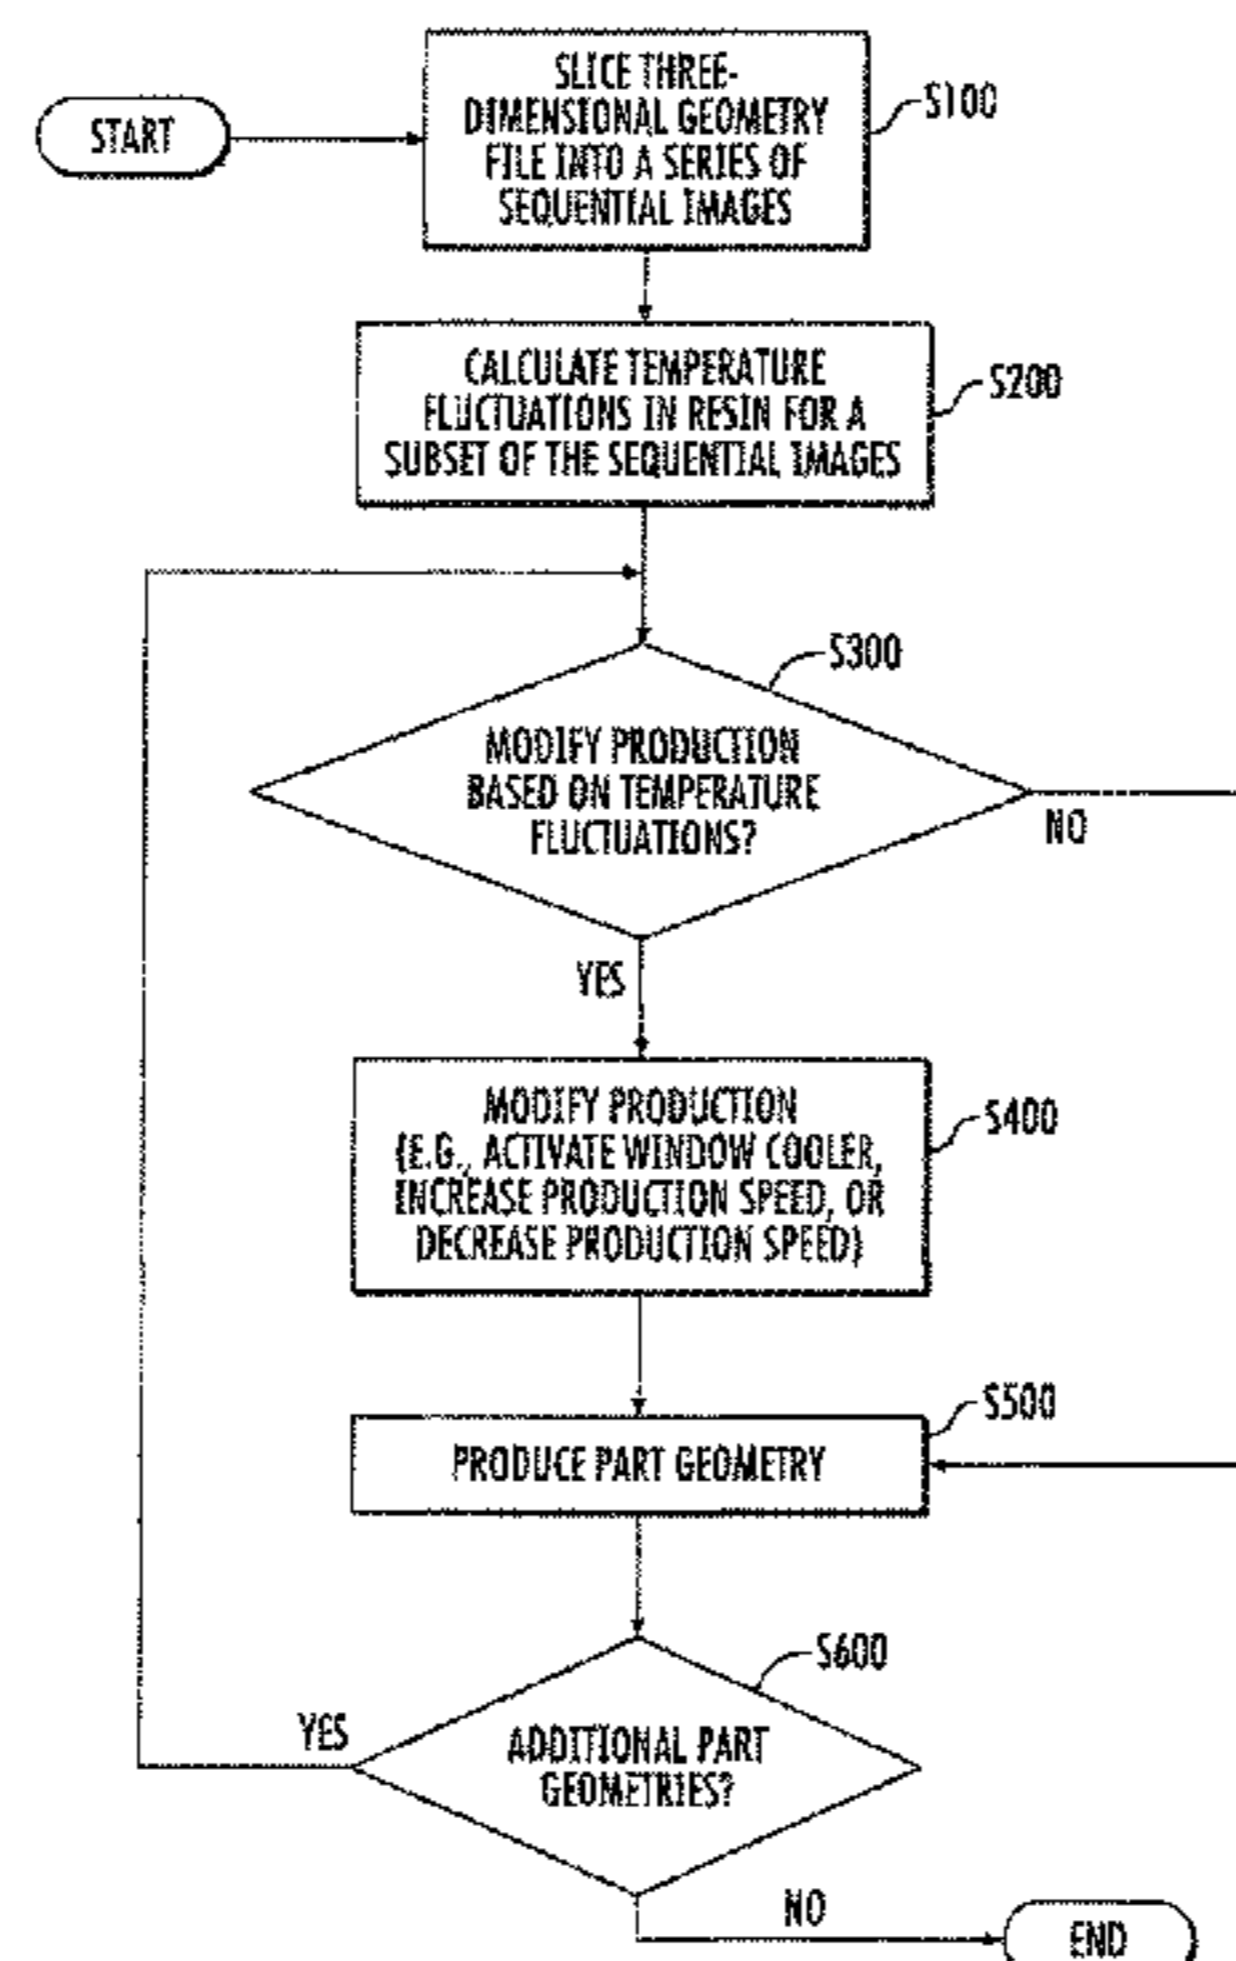 START
SLICE THREE-
DIMENSIONAL GEOMETRY
FILE INTO A SERIES OF
SEQUENTIAL IMAGES
S100
CALCULATE TEMPERATURE
FLUCTUATIONS IN RESIN FOR A
SUBSET OF THE SEQUENTIAL IMAGES
S200
S300
MODIFY PRODUCTION
BASED ON TEMPERATURE
FLUCTUATIONS?
NO
YES
MODIFY PRODUCTION
(E.G., ACTIVATE WINDOW COOLER,
INCREASE PRODUCTION SPEED, OR
DECREASE PRODUCTION SPEED)
S400
S500
PRODUCE PART GEOMETRY
S600
YES
ADDITIONAL PART
GEOMETRIES?
NO
END